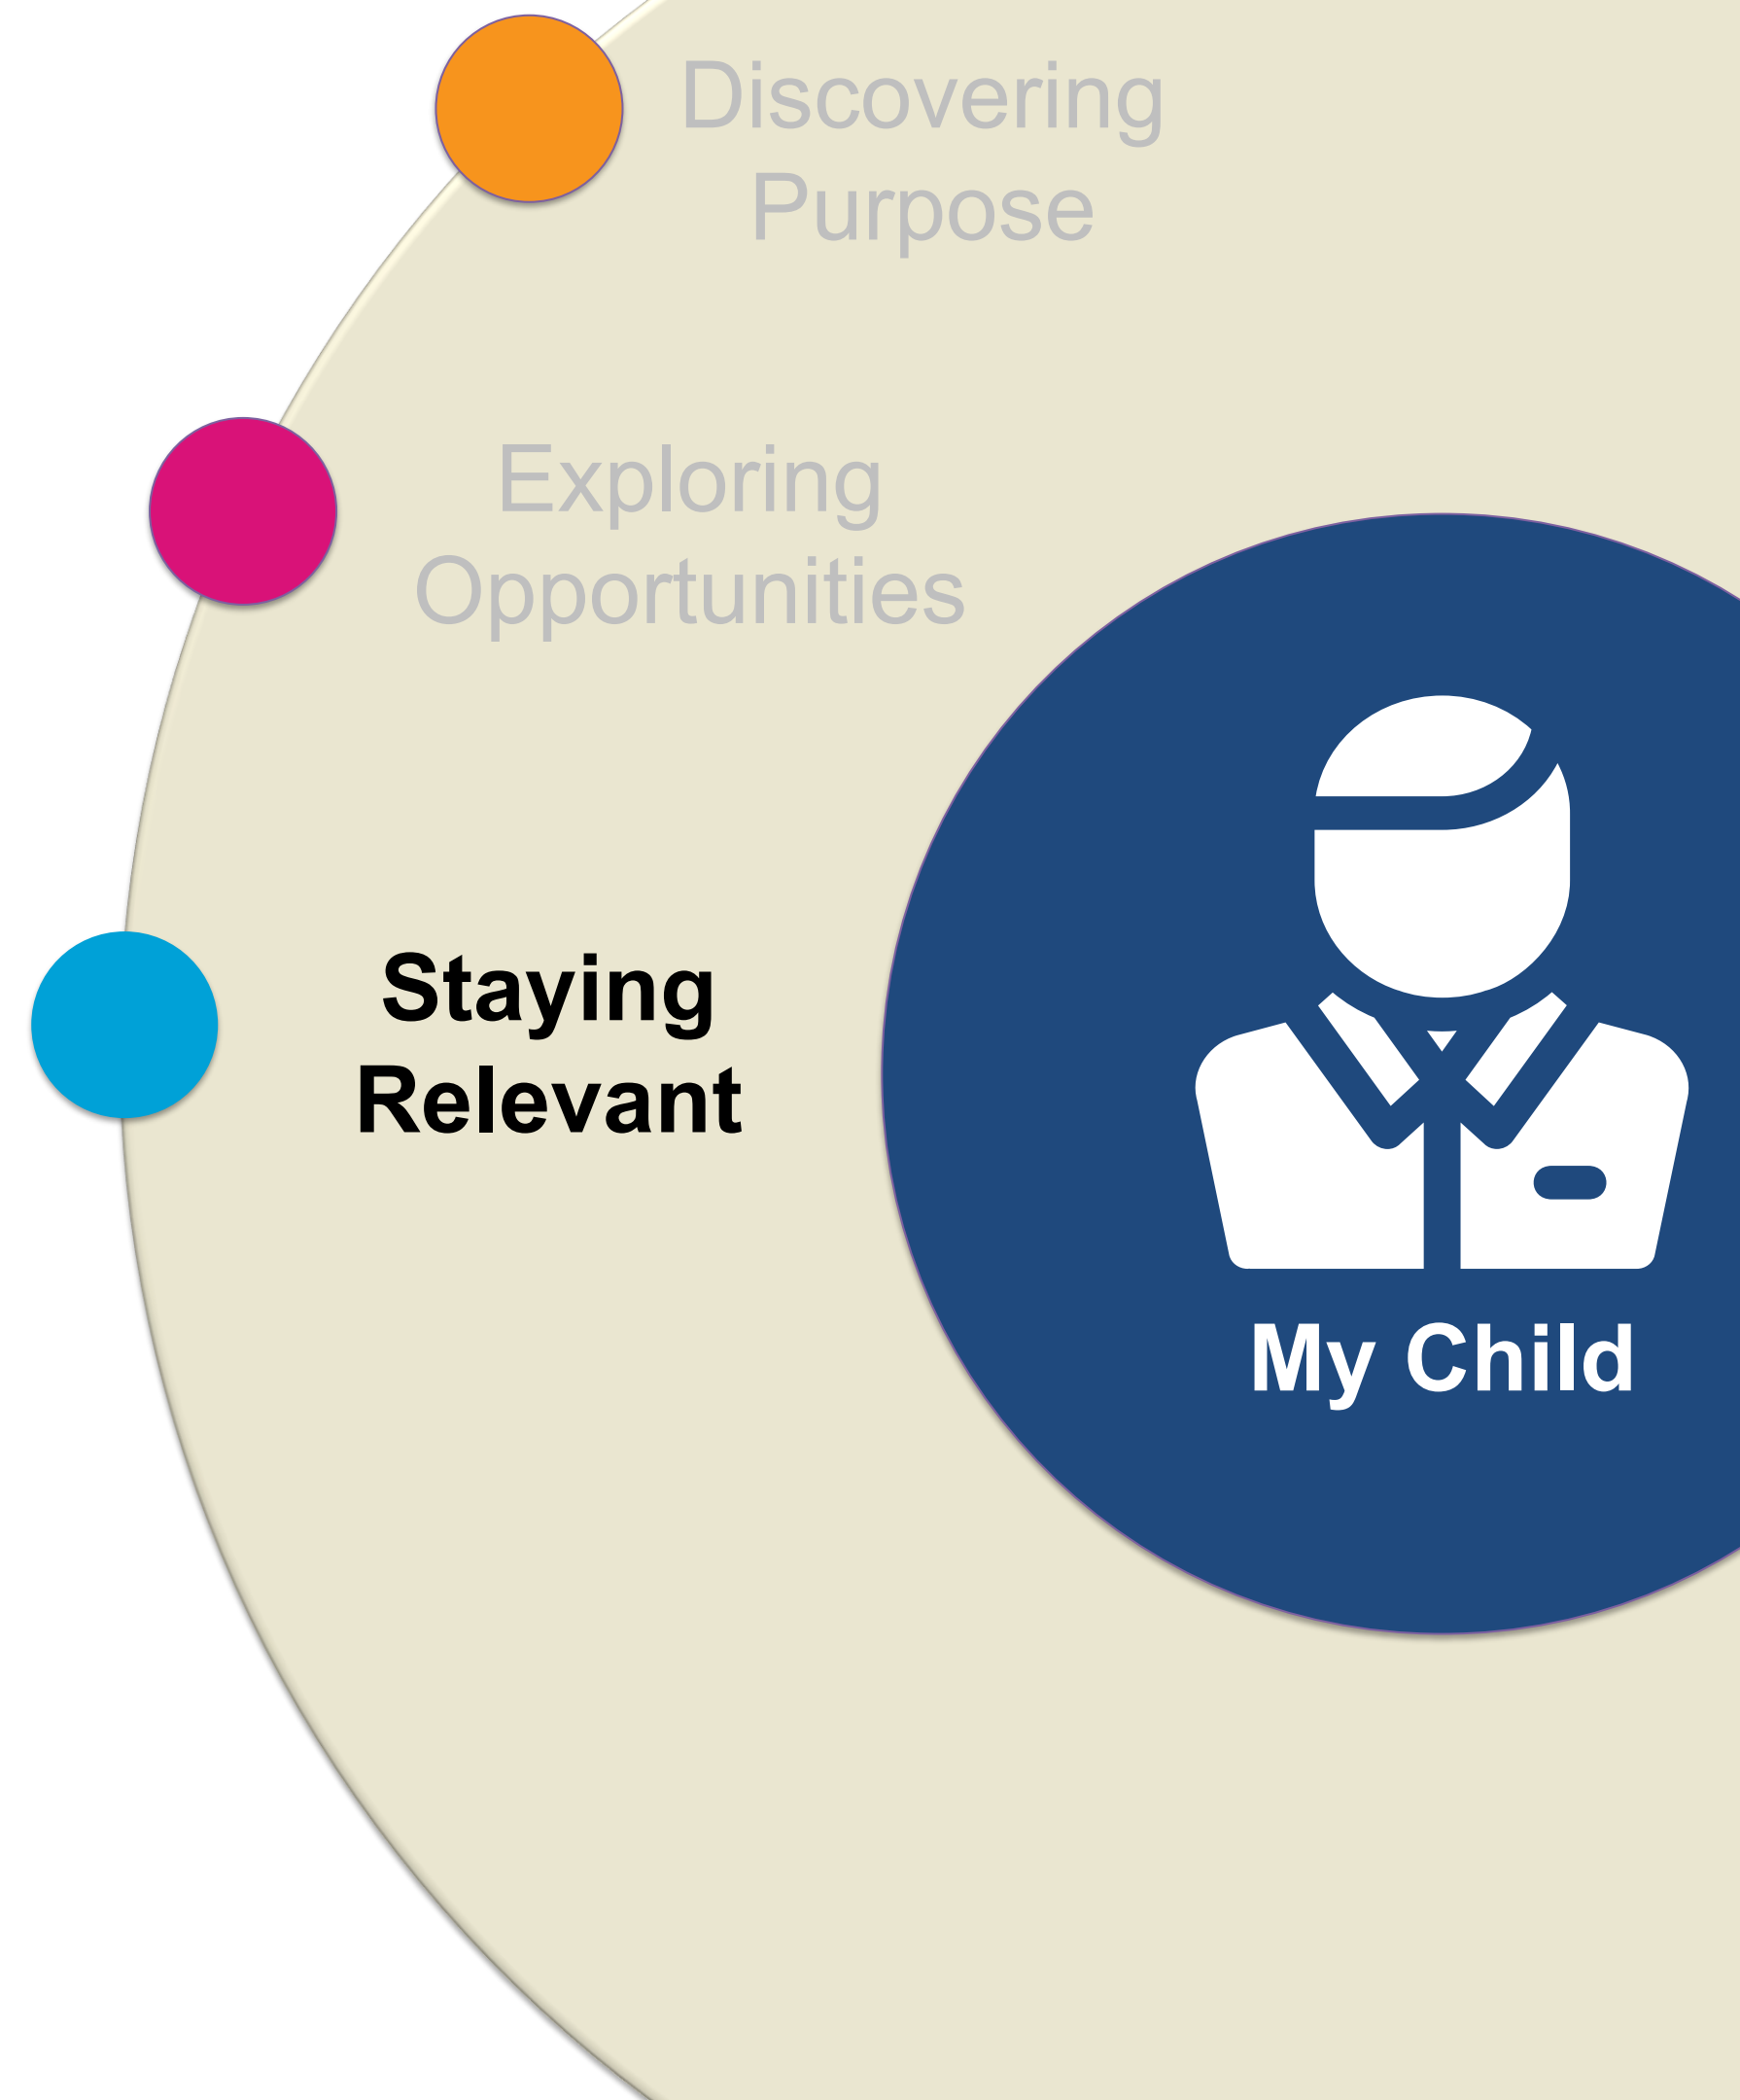 Discovering
Purpose
Exploring
Opportunities
Staying
Relevant
My Child